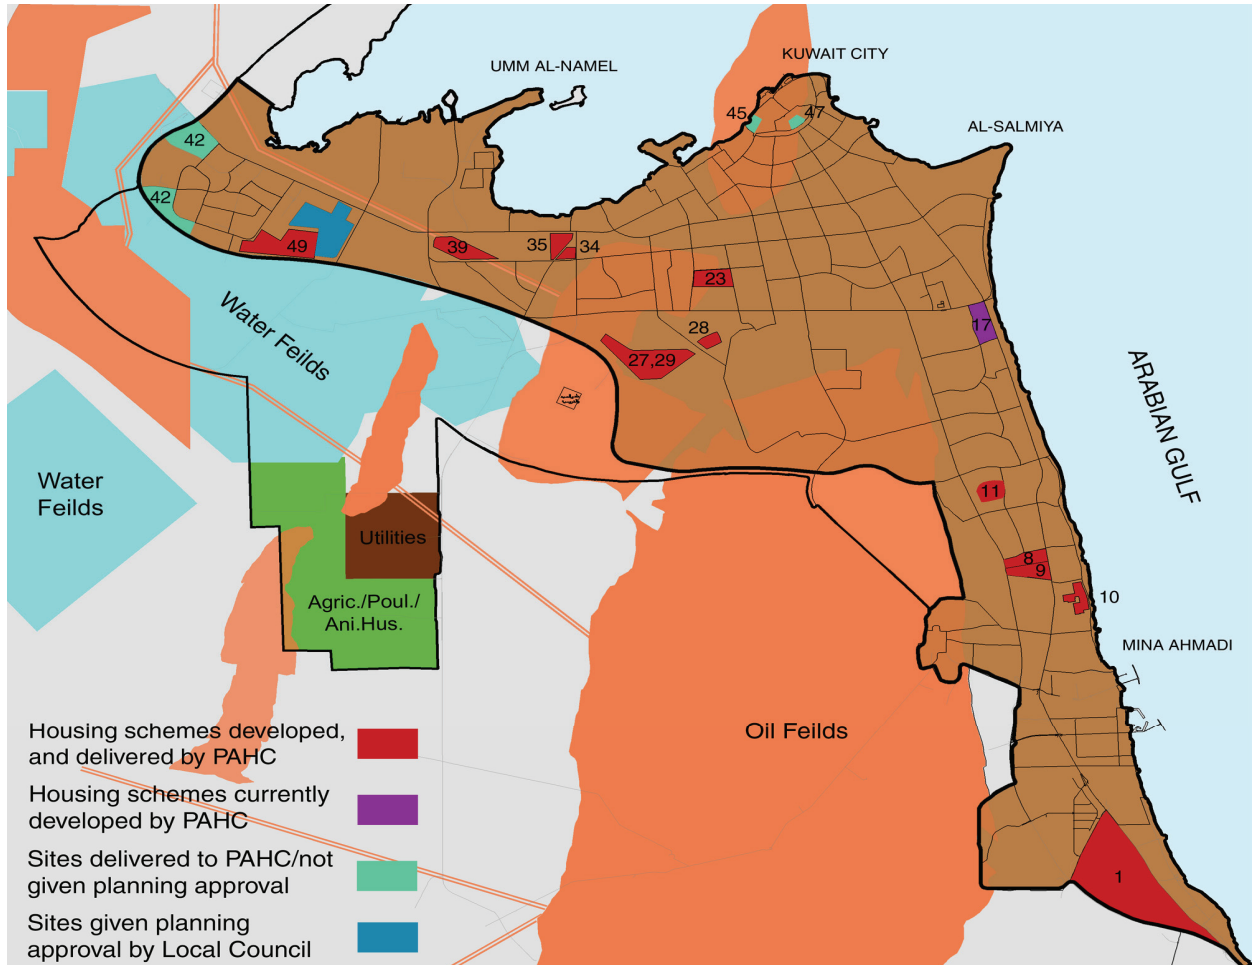 KUWAIT CITY
UMM AL-NAMEL
45
47
AL-SALMIYA
42
42
49
39
35
34
23
28
27,29
17
Water Feilds
ARABIAN GULF
Water
Feilds
11
Utilities
8
9
10
Agric./Poul./
Ani.Hus.
MINA AHMADI
Oil Feilds
1
Housing schemes developed,
and delivered by PAHC
Housing schemes currently
developed by PAHC
Sites delivered to PAHC/not
given planning approval
Sites given planning
approval by Local Council